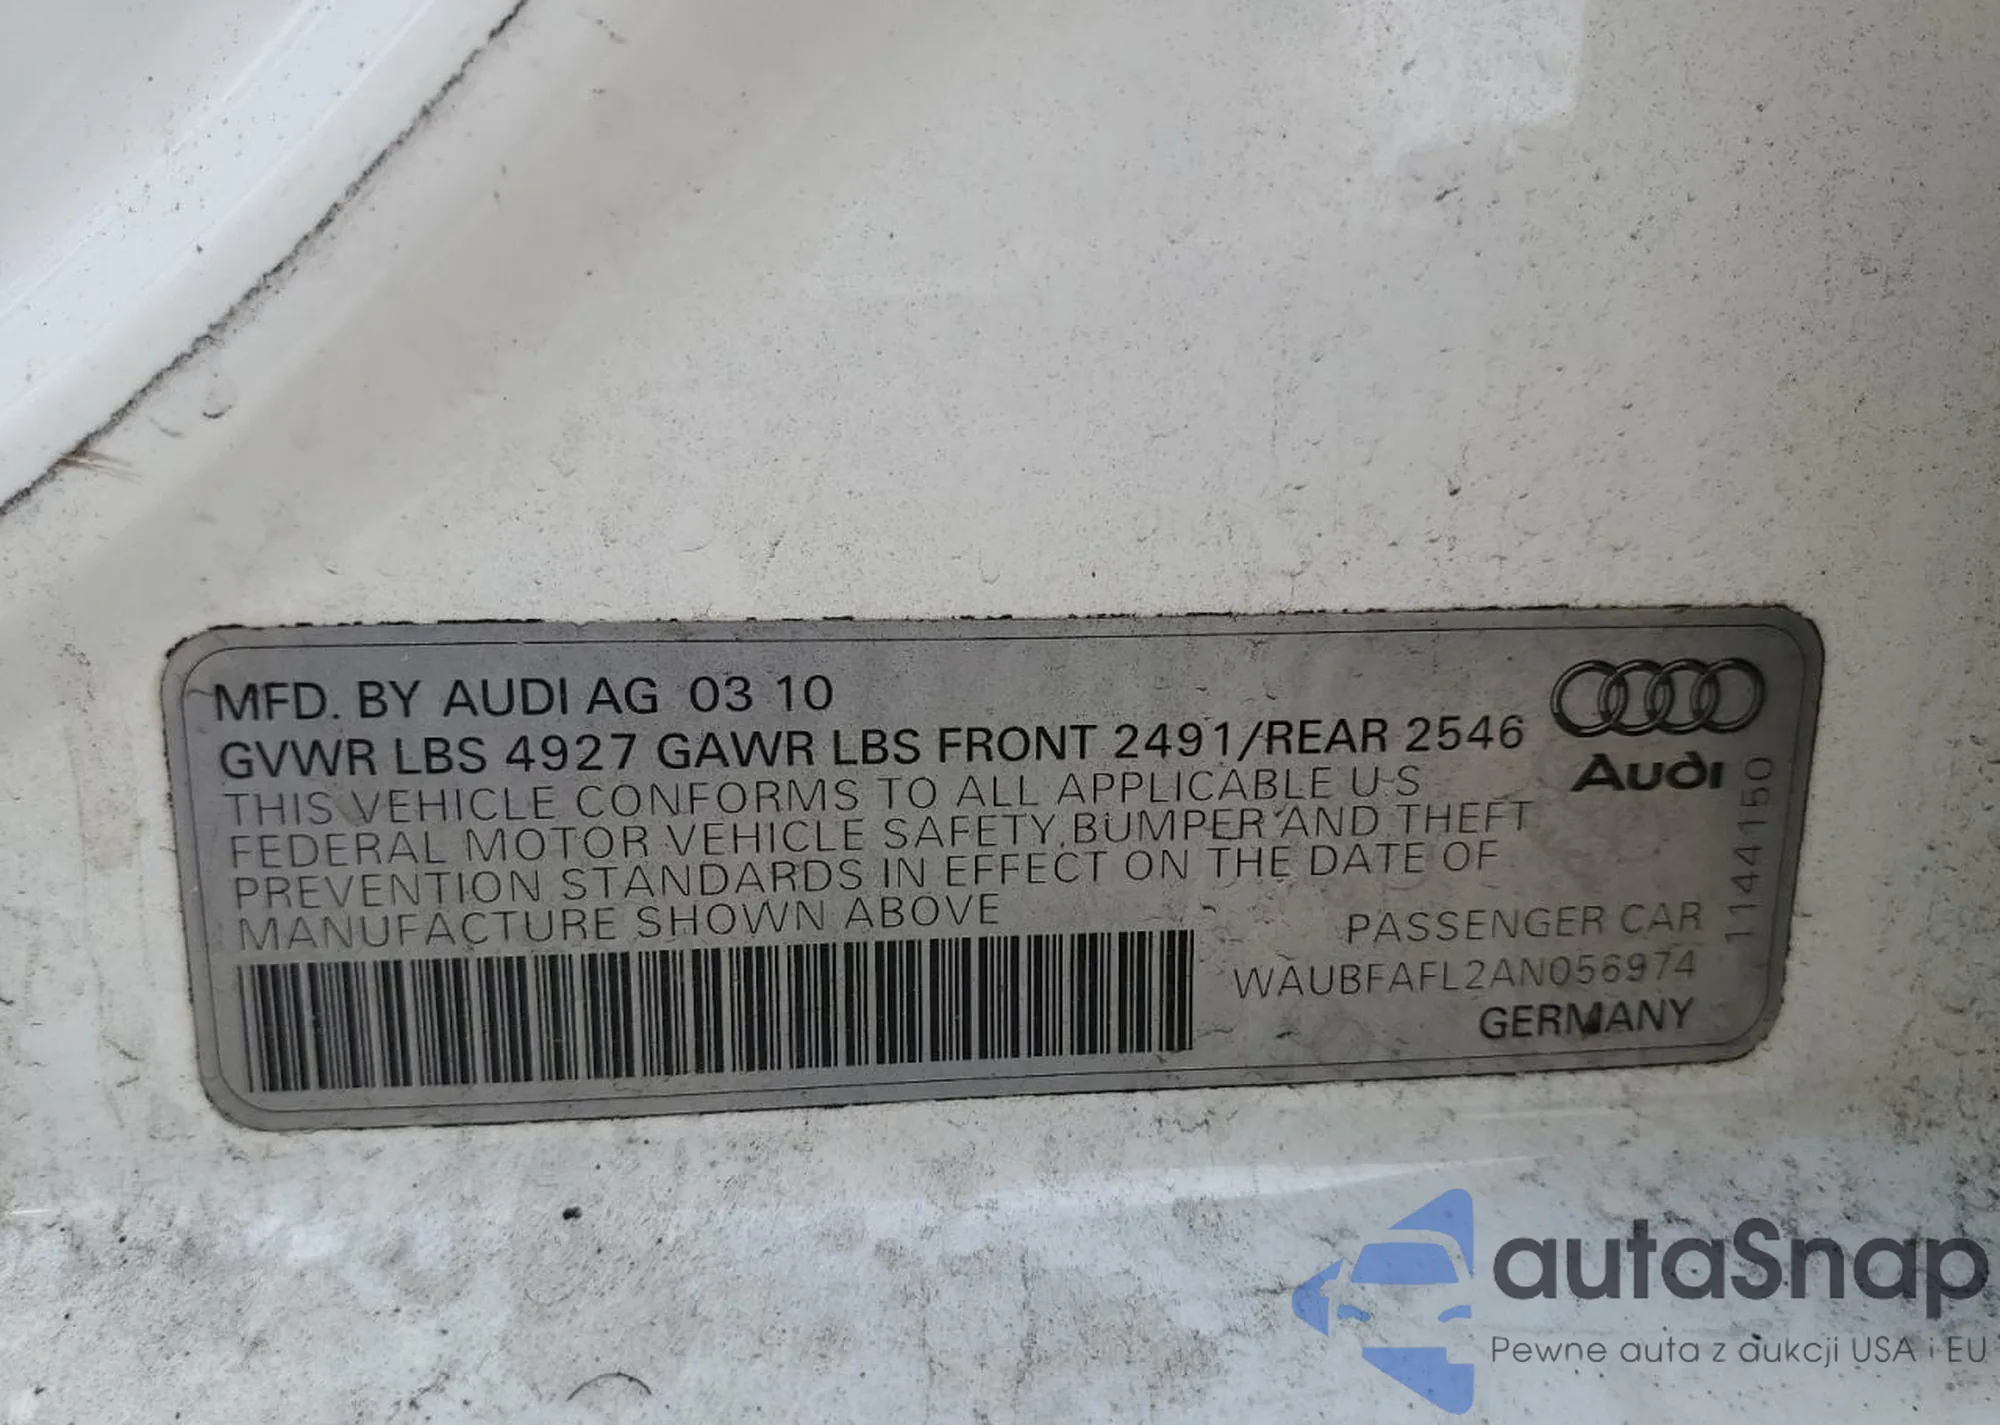 MFD. BY AUDI AG 03 10
GVWR LBS 4927 GAWR LBS FRONT 2491/REAR 2546
THIS VEHICLE CONFORMS TO ALL APPLICABLE U·S
FEDERAL MOTOR VEHICLE SAFETY, BUMPER AND THEFT
PREVENTION STANDARDS IN EFFECT ON THE DATE OF
MANUFACTURE SHOWN ABOVE
Audi
1144150
PASSENGER CAR
WAUBFAFL2AN056974
GERMANY
autaSnap
Pewne auta z aukcji USA i EU